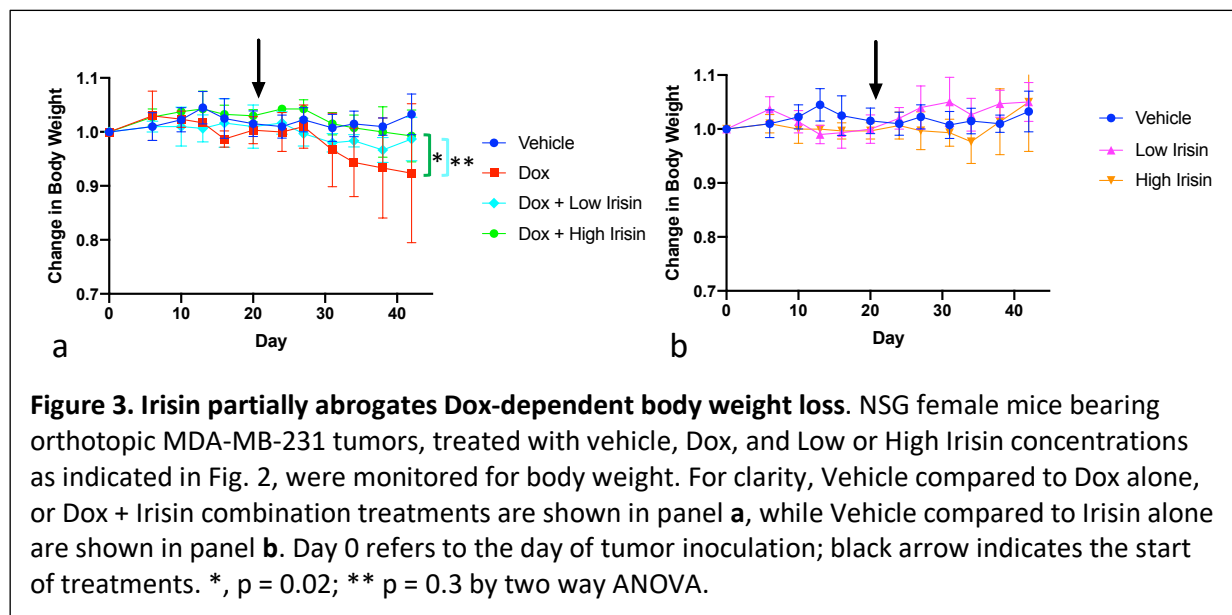 1.1
1.0
0.9
0.8
0.7
0 10 20 30 40
Change in Body Weight
Day
Vehicle
Dox
Dox + Low Irisin
Dox + High Irisin
* **
a
1.1
1.0
0.9
0.8
0.7
0 10 20 30 40
Change in Body Weight
Day
Vehicle
Low Irisin
High Irisin
b
Figure 3. Irisin partially abrogates Dox-dependent body weight loss. NSG female mice bearing
orthotopic MDA-MB-231 tumors, treated with vehicle, Dox, and Low or High Irisin concentrations
as indicated in Fig. 2, were monitored for body weight. For clarity, Vehicle compared to Dox alone,
or Dox + Irisin combination treatments are shown in panel a, while Vehicle compared to Irisin alone
are shown in panel b. Day 0 refers to the day of tumor inoculation; black arrow indicates the start
of treatments. *, p = 0.02; ** p = 0.3 by two way ANOVA.